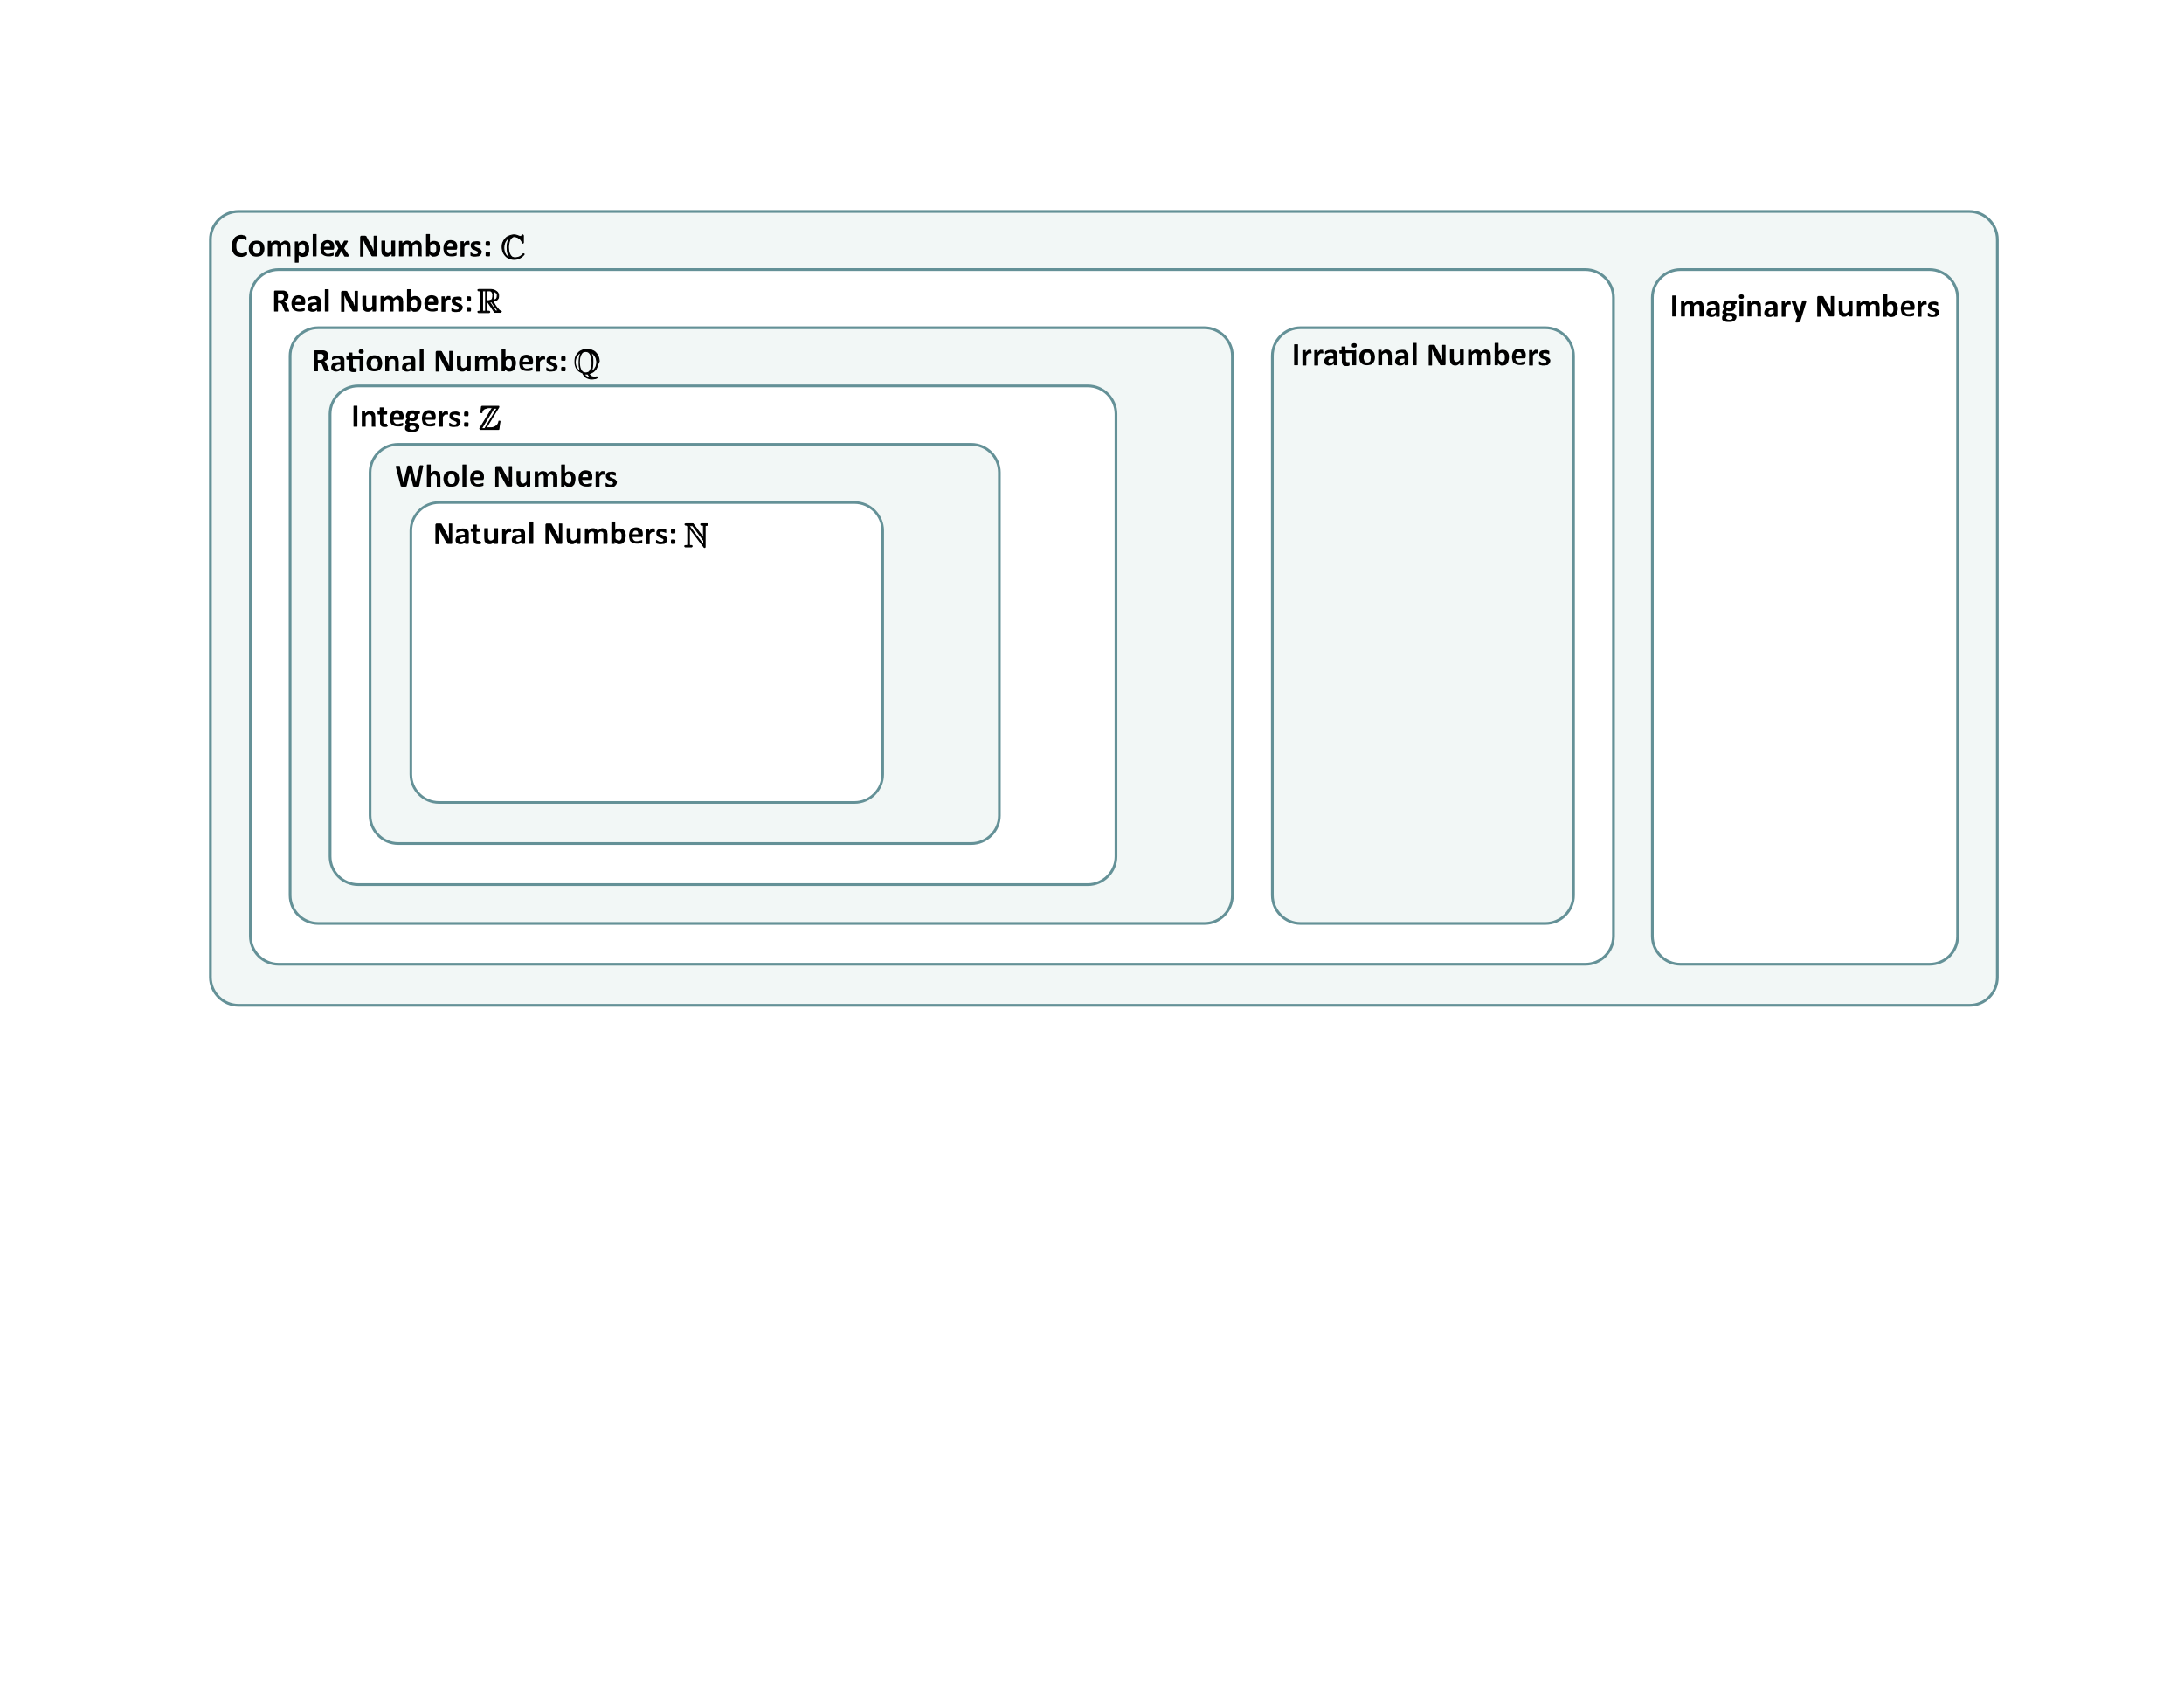 Complex Numbers: ℂ
Real Numbers: ℝ
Imaginary Numbers
Rational Numbers: ℚ
Irrational Numbers
Integers: ℤ
Whole Numbers
Natural Numbers: ℕ